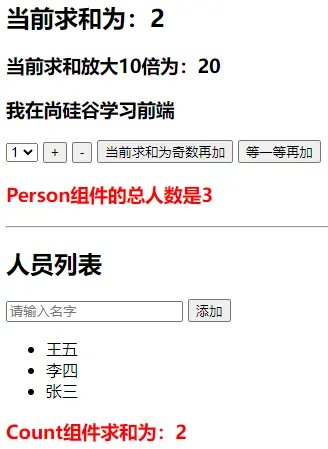 当前求和为：2
当前求和放大10倍为：20
我在尚硅谷学习前端
1 + - 当前求和为奇数再加 等一等再加
Person组件的总人数是3
人员列表
请输入名字 添加
王五
李四
张三
Count组件求和为：2